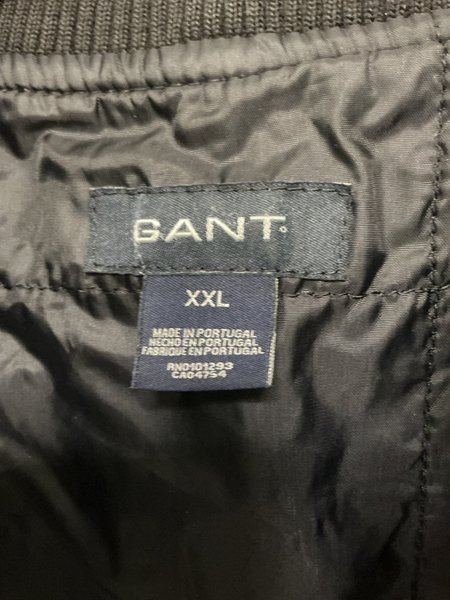 GANT
XXL
MADE IN PORTUGAL
HECHO EN PORTUGAL
FABRIQUE EN PORTUGAL
RN0101293
CA04754